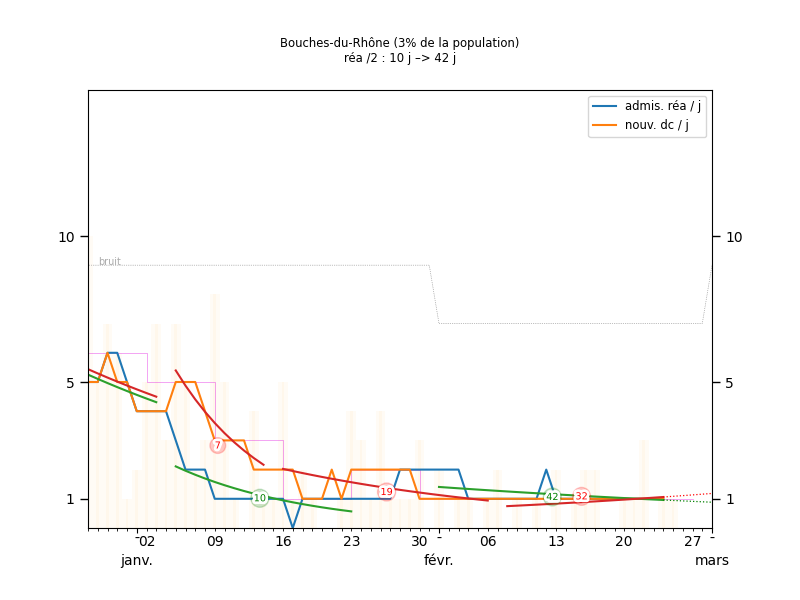 Bouches-du-Rhône (3% de la population)
réa /2 : 10 j –> 42 j
admis. réa / j
nouv. dc / j
10
10
bruit
5
5
7
19
10
42
32
1
1
02
09
16
23
30
06
13
20
27
janv.
févr.
mars